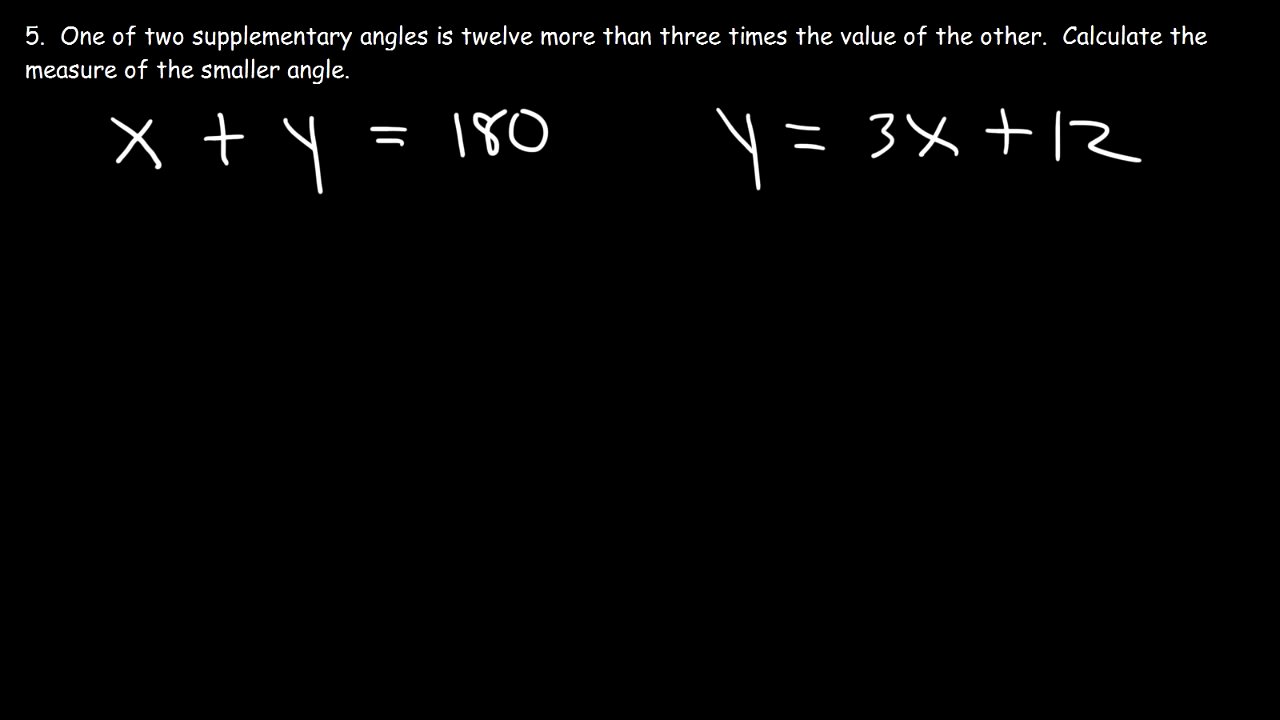 5.  One of two supplementary angles is twelve more than three times the value of the other.  Calculate the
measure of the smaller angle.
x + y = 180    y = 3x + 12